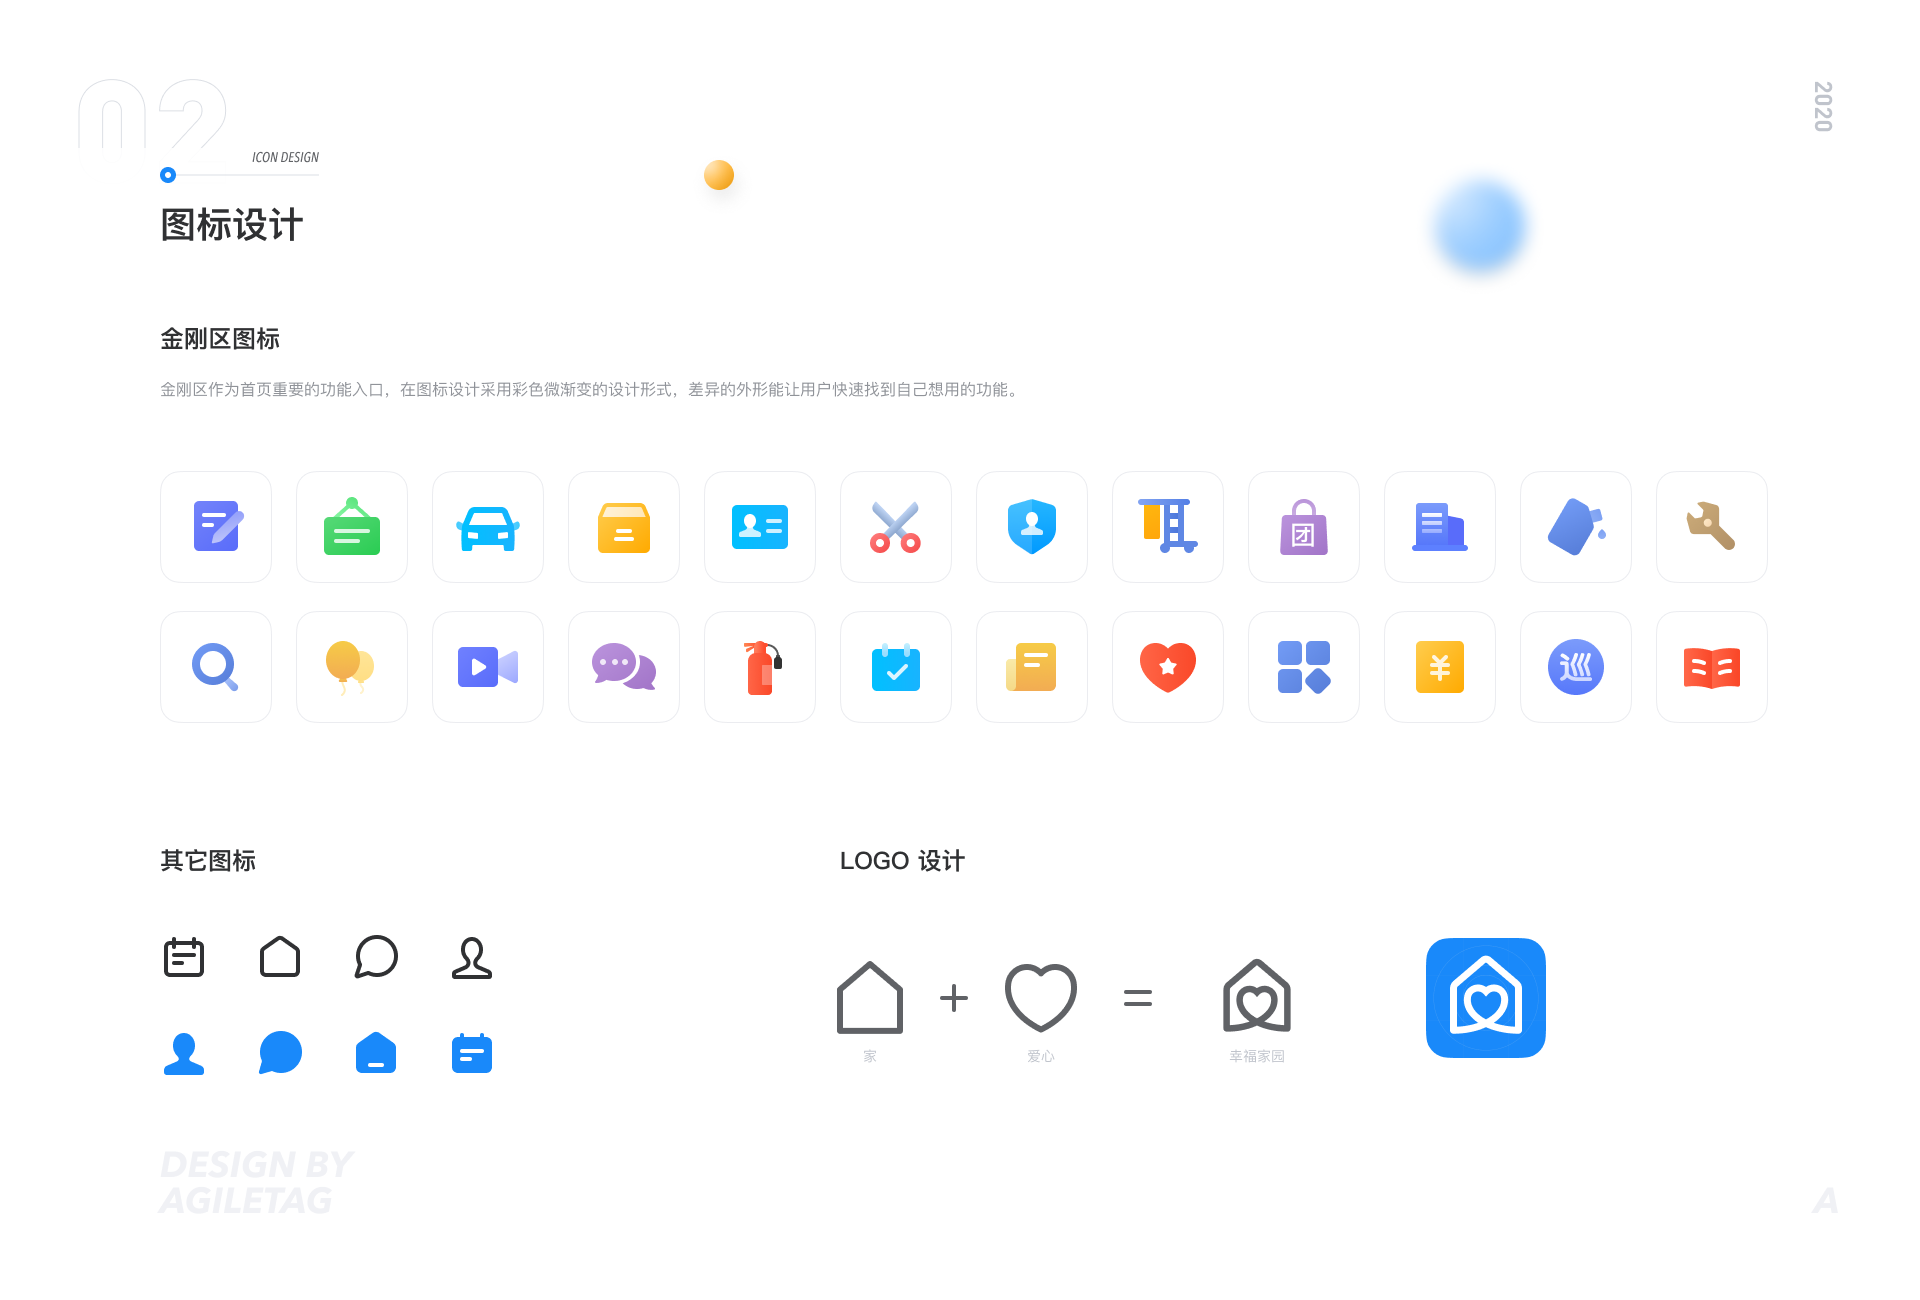 02
2020
ICON DESIGN
图标设计
金刚区图标
金刚区作为首页重要的功能入口，在图标设计采用彩色微渐变的设计形式，差异的外形能让用户快速找到自己想用的功能。
团
¥
巡
其它图标
LOGO 设计
家
爱心
幸福家园
DESIGN BY
AGILETAG
A